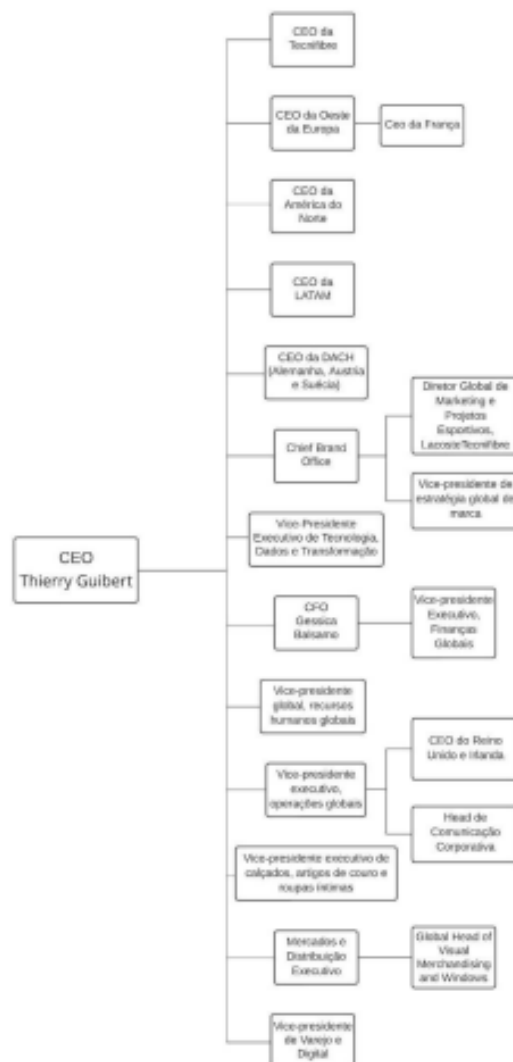 CEO da
Tecnifibre
CEO da Oeste
da Europa
Ceo da França
CEO da
América do
Norte
CEO da
LATAM
CEO da DACH
(Alemanha, Austria
e Suécia)
Diretor Global de
Marketing e
Projetos
Esportivos,
LacosteTecnifibre
Chief Brand
Office
Vice-presidente de
estratégia global de
marca
Vice-Presidente
Executivo de Tecnologia,
Dados e Transformação
CEO
Thierry Guibert
CFO
Gessica
Balsamo
Vice-presidente
Executivo,
Finanças
Globais
Vice-presidente
global, recursos
humanos globais
CEO do Reino
Unido e Irlanda
Vice-presidente
executivo,
operações globais
Head de
Comunicação
Corporativa
Vice-presidente executivo de
calçados, artigos de couro e
roupas íntimas
Mercados e
Distribuição
Executivo
Global Head of
Visual
Merchandising
and Windows
Vice-presidente
de Varejo e
Digital